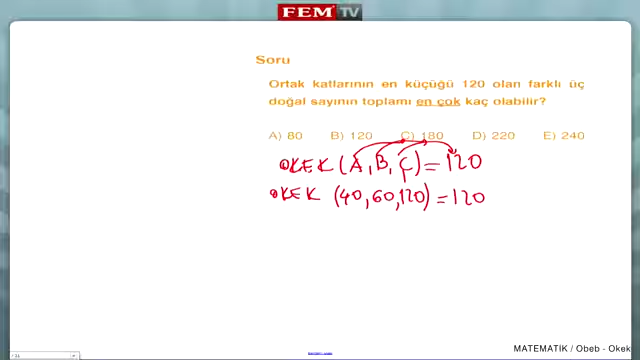 FEM TV
Soru
Ortak katlarının en küçüğü 120 olan farklı üç
doğal sayının toplamı en çok kaç olabilir?
A) 80 B) 120 C) 180 D) 220 E) 240
OKEK (A, B, C) = 120
OKEK (40, 60, 120) = 120
MATEMATİK / Obeb - Okek